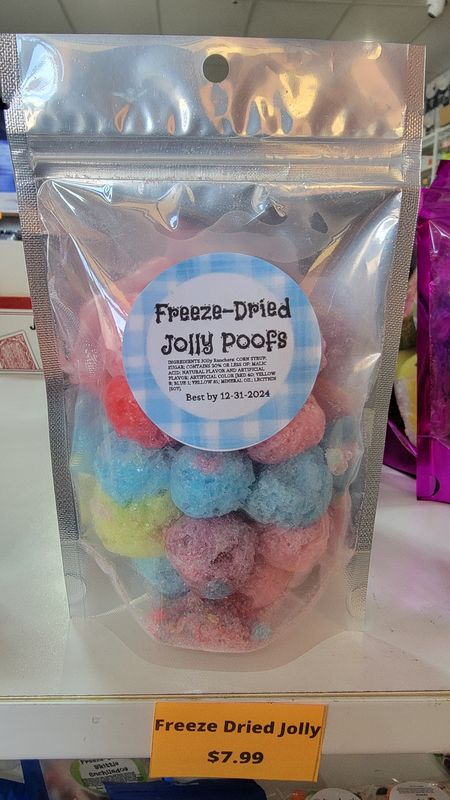 Freeze-Dried
Jolly Poofs
INGREDIENTS Jolly Ranchers: CORN SYRUP,
SUGAR; CONTAINS 20% OR LESS OF: MALIC
ACID; NATURAL FLAVOR AND ARTIFICIAL
FLAVOR; ARTIFICIAL COLOR [RED 40; YELLOW
5; BLUE 1; YELLOW 6]; MINERAL OIL; LECITHIN
(SOY).
Best by 12-31-2024
Freeze Dried Jolly
$7.99
Skittle